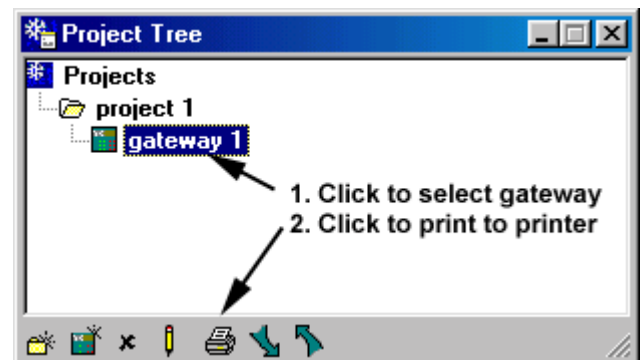 Project Tree
Projects
project 1
gateway 1
1. Click to select gateway
2. Click to print to printer